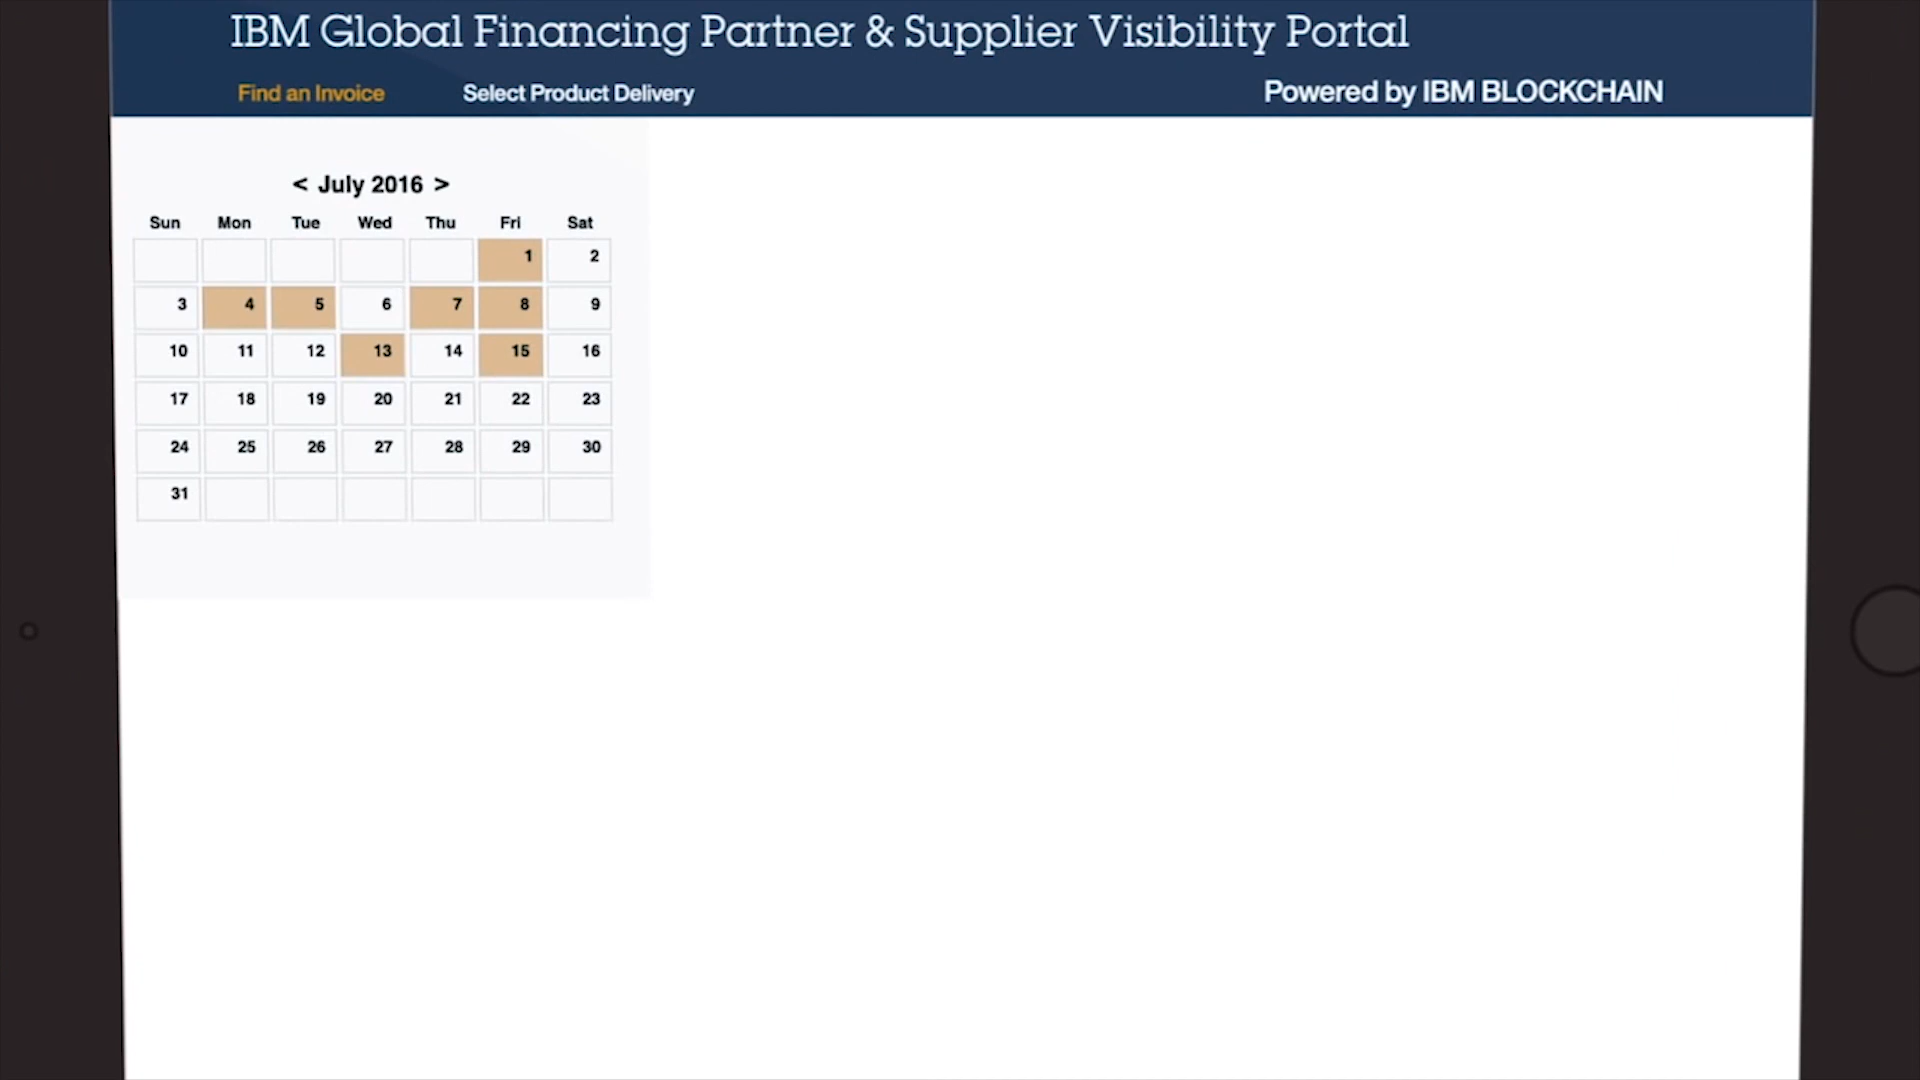 IBM Global Financing Partner & Supplier Visibility Portal
Find an Invoice Select Product Delivery Powered by IBM BLOCKCHAIN
< July 2016 >
Sun Mon Tue Wed Thu Fri Sat
1 2
3 4 5 6 7 8 9
10 11 12 13 14 15 16
17 18 19 20 21 22 23
24 25 26 27 28 29 30
31